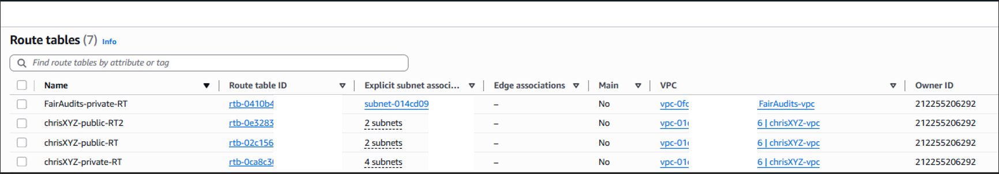 Route tables (7) Info
Find route tables by attribute or tag
Name Route table ID Explicit subnet associ... Edge associations Main VPC Owner ID
FairAudits-private-RT rtb-0410b4 subnet-014cd09 – No vpc-0fc FairAudits-vpc 212255206292
chrisXYZ-public-RT2 rtb-0e3283 2 subnets – No vpc-01 6 | chrisXYZ-vpc 212255206292
chrisXYZ-public-RT rtb-02c156 2 subnets – No vpc-01 6 | chrisXYZ-vpc 212255206292
chrisXYZ-private-RT rtb-0ca8c3 4 subnets – No vpc-01 6 | chrisXYZ-vpc 212255206292